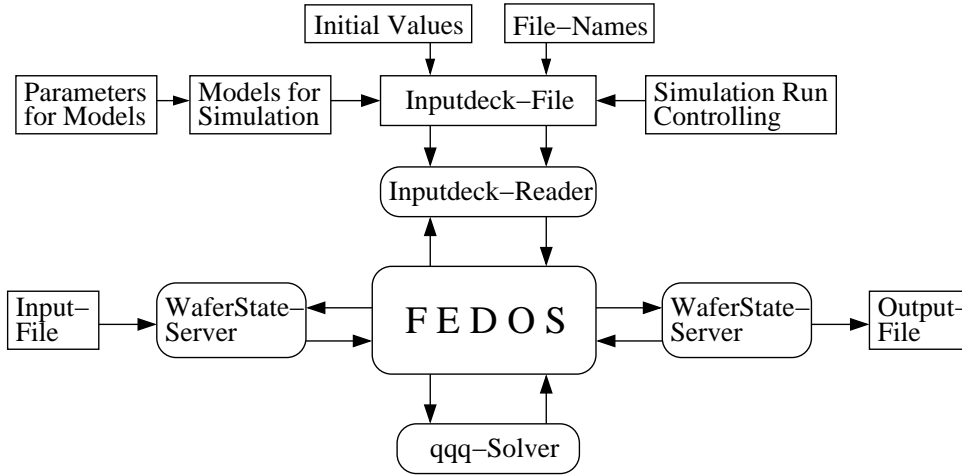 Initial Values
File−Names
Parameters
for Models
Models for
Simulation
Inputdeck−File
Simulation Run
Controlling
Inputdeck−Reader
Input−
File
WaferState−
Server
F E D O S
WaferState−
Server
Output−
File
qqq−Solver